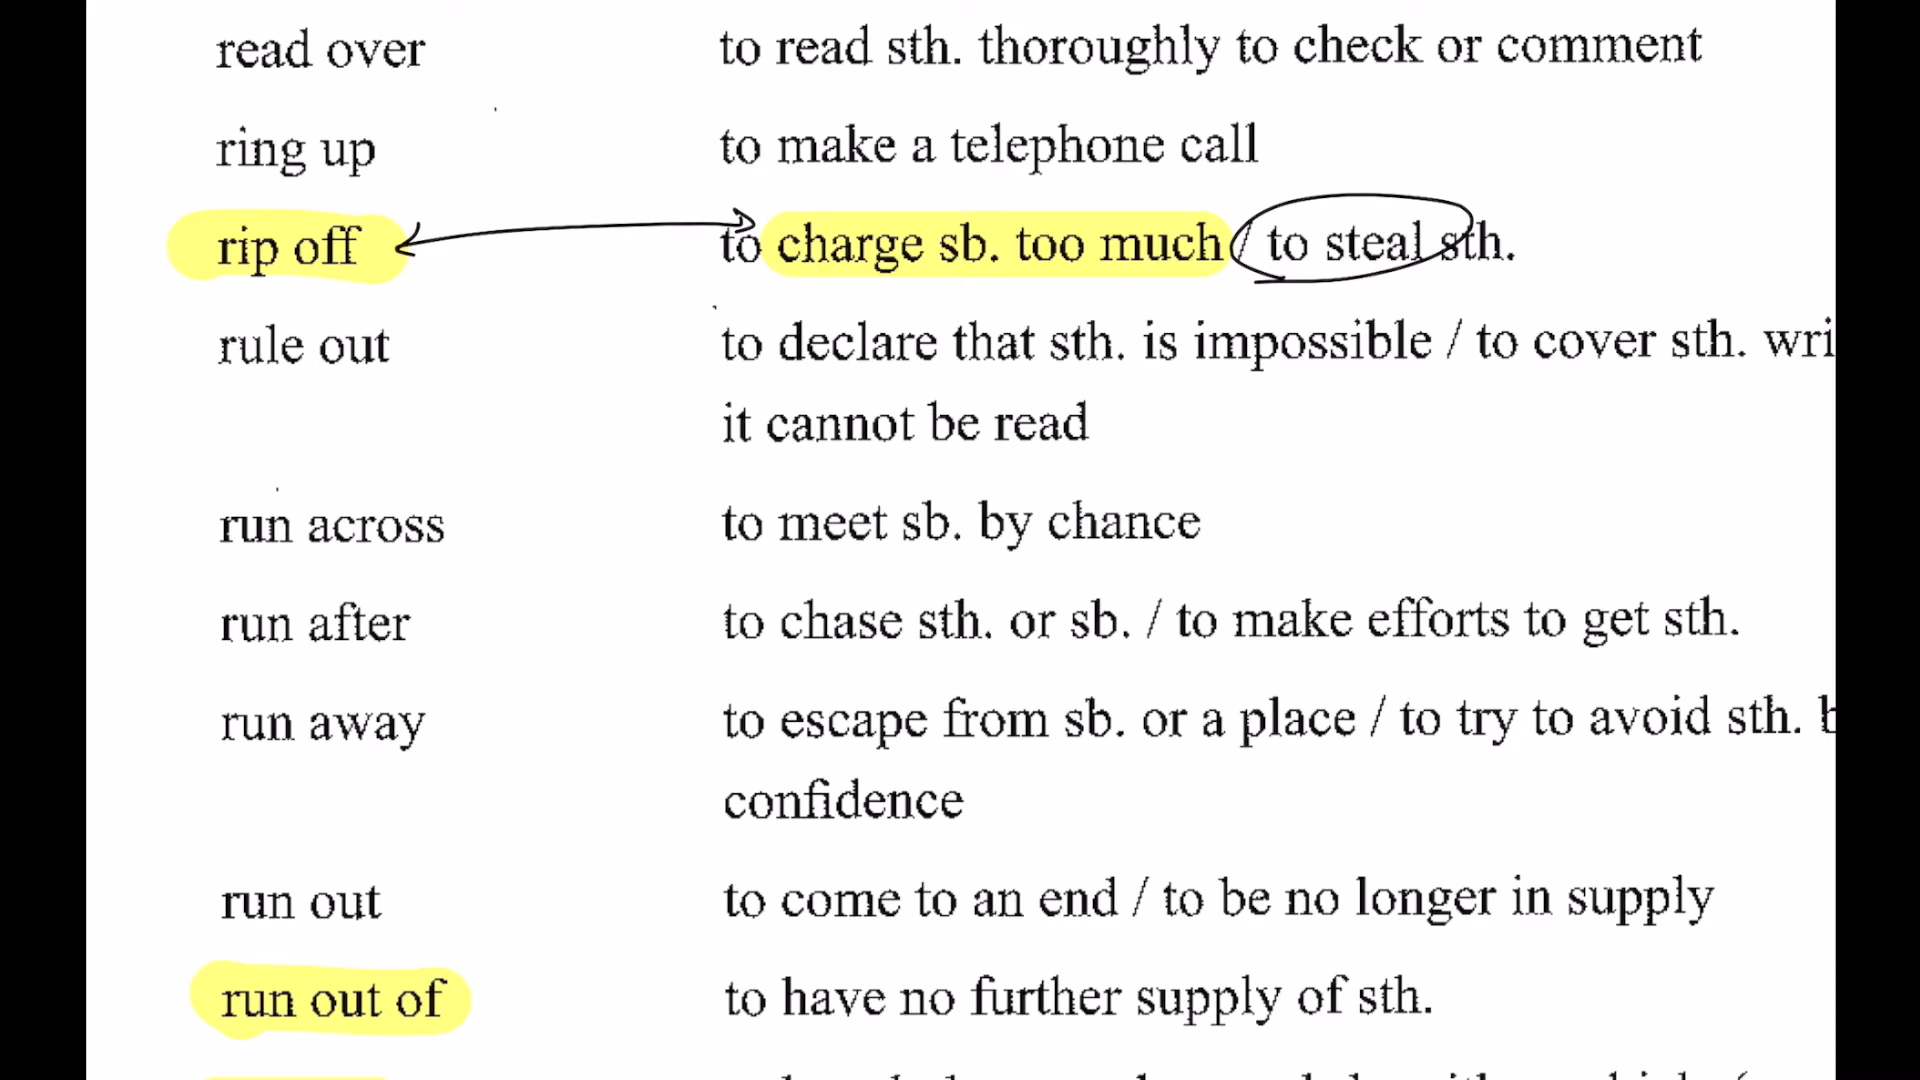 read over to read sth. thoroughly to check or comment
ring up to make a telephone call
rip off to charge sb. too much / to steal sth.
rule out to declare that sth. is impossible / to cover sth. wri
it cannot be read
run across to meet sb. by chance
run after to chase sth. or sb. / to make efforts to get sth.
run away to escape from sb. or a place / to try to avoid sth. b
confidence
run out to come to an end / to be no longer in supply
run out of to have no further supply of sth.